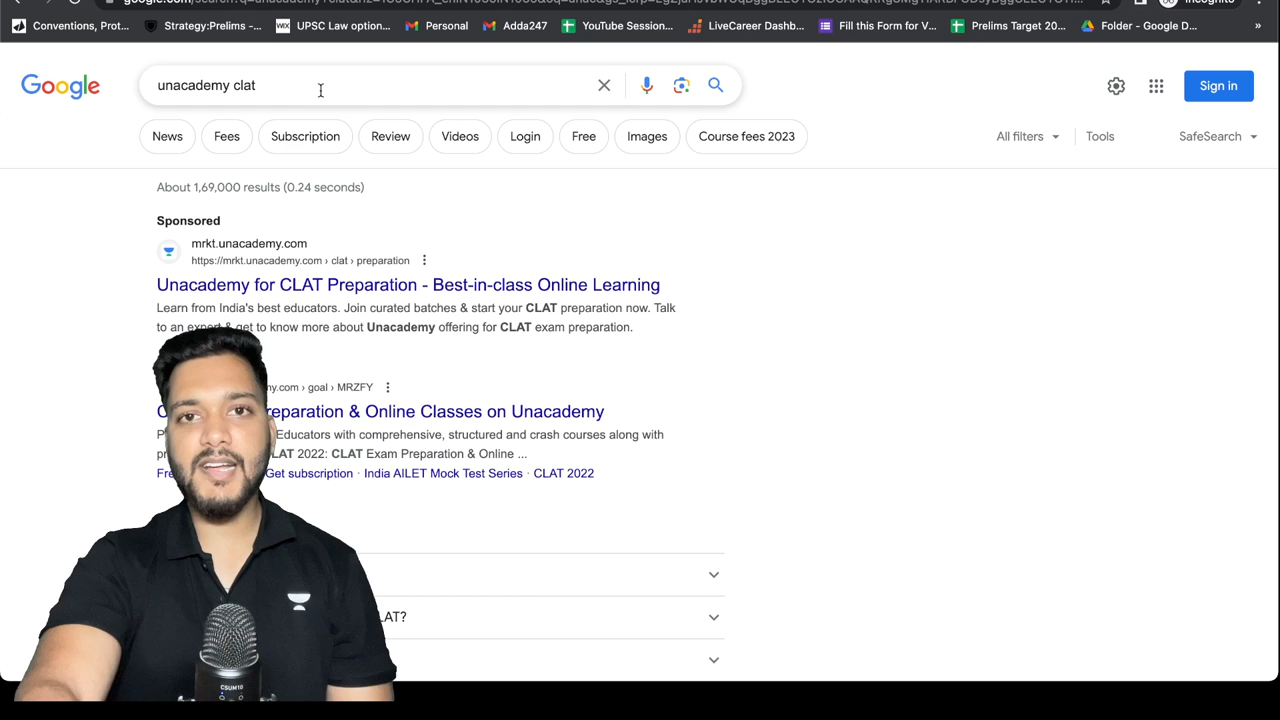 Incognito
Conventions, Prot... Strategy:Prelims -... UPSC Law option... Personal Adda247 YouTube Session... LiveCareer Dashb... Fill this Form for V... Prelims Target 20... Folder - Google D... »
Google unacademy clat Sign in
News Fees Subscription Review Videos Login Free Images Course fees 2023 All filters Tools SafeSearch
About 1,69,000 results (0.24 seconds)
Sponsored
mrkt.unacademy.com
https://mrkt.unacademy.com › clat › preparation
Unacademy for CLAT Preparation - Best-in-class Online Learning
Learn from India's best educators. Join curated batches & start your CLAT preparation now. Talk
to an expert & get to know more about Unacademy offering for CLAT exam preparation.
my.com › goal › MRZFY
reparation & Online Classes on Unacademy
Educators with comprehensive, structured and crash courses along with
LAT 2022: CLAT Exam Preparation & Online ...
Get subscription · India AILET Mock Test Series · CLAT 2022
LAT?
CSUM10